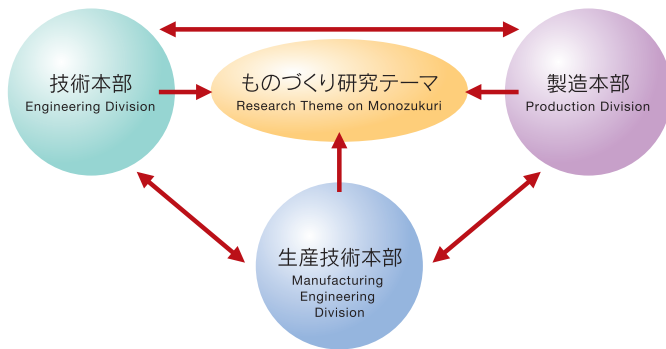 技術本部
Engineering Division
ものづくり研究テーマ
Research Theme on Monozukuri
製造本部
Production Division
生産技術本部
Manufacturing
Engineering
Division